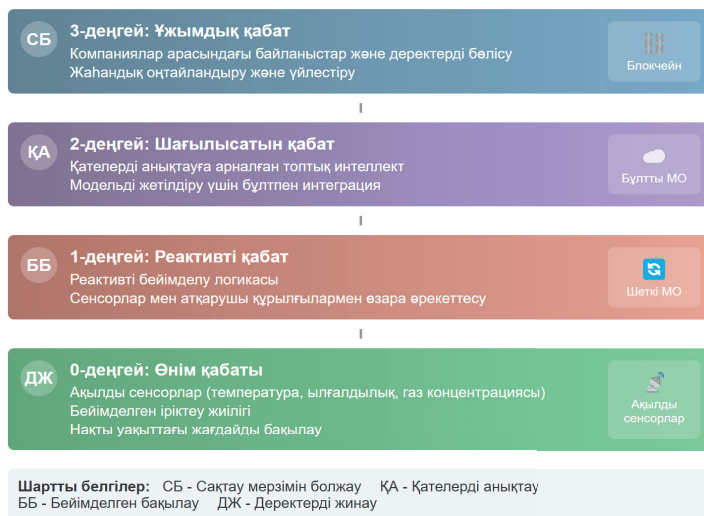 СБ
3-деңгей: Ұжымдық қабат
Компаниялар арасындағы байланыстар және деректерді бөлісу
Жаһандық оңтайландыру және үйлестіру
Блокчейн
ҚА
2-деңгей: Шағылысатын қабат
Қателерді анықтауға арналған топтық интеллект
Модельді жетілдіру үшін бұлтпен интеграция
Бұлтты МО
ББ
1-деңгей: Реактивті қабат
Реактивті бейімделу логикасы
Сенсорлар мен атқарушы құрылғылармен өзара әрекеттесу
Шеткі МО
ДЖ
0-деңгей: Өнім қабаты
Ақылды сенсорлар (температура, ылғалдылық, газ концентрациясы)
Бейімделген іріктеу жиілігі
Нақты уақыттағы жағдайды бақылау
Ақылды
сенсорлар
Шартты белгілер: СБ - Сақтау мерзімін болжау ҚА - Қателерді анықтау
ББ - Бейімделген бақылау ДЖ - Деректерді жинау